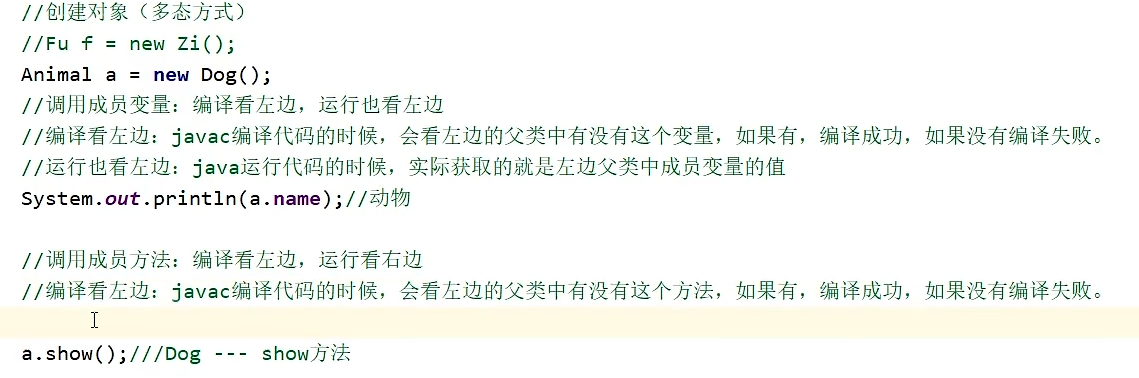 //创建对象（多态方式）
//Fu f = new Zi();
Animal a = new Dog();
//调用成员变量：编译看左边，运行也看左边
//编译看左边：javac编译代码的时候，会看左边的父类中有没有这个变量，如果有，编译成功，如果没有编译失败。
//运行也看左边：java运行代码的时候，实际获取的就是左边父类中成员变量的值
System.out.println(a.name);//动物
//调用成员方法：编译看左边，运行看右边
//编译看左边：javac编译代码的时候，会看左边的父类中有没有这个方法，如果有，编译成功，如果没有编译失败。
a.show();///Dog --- show方法